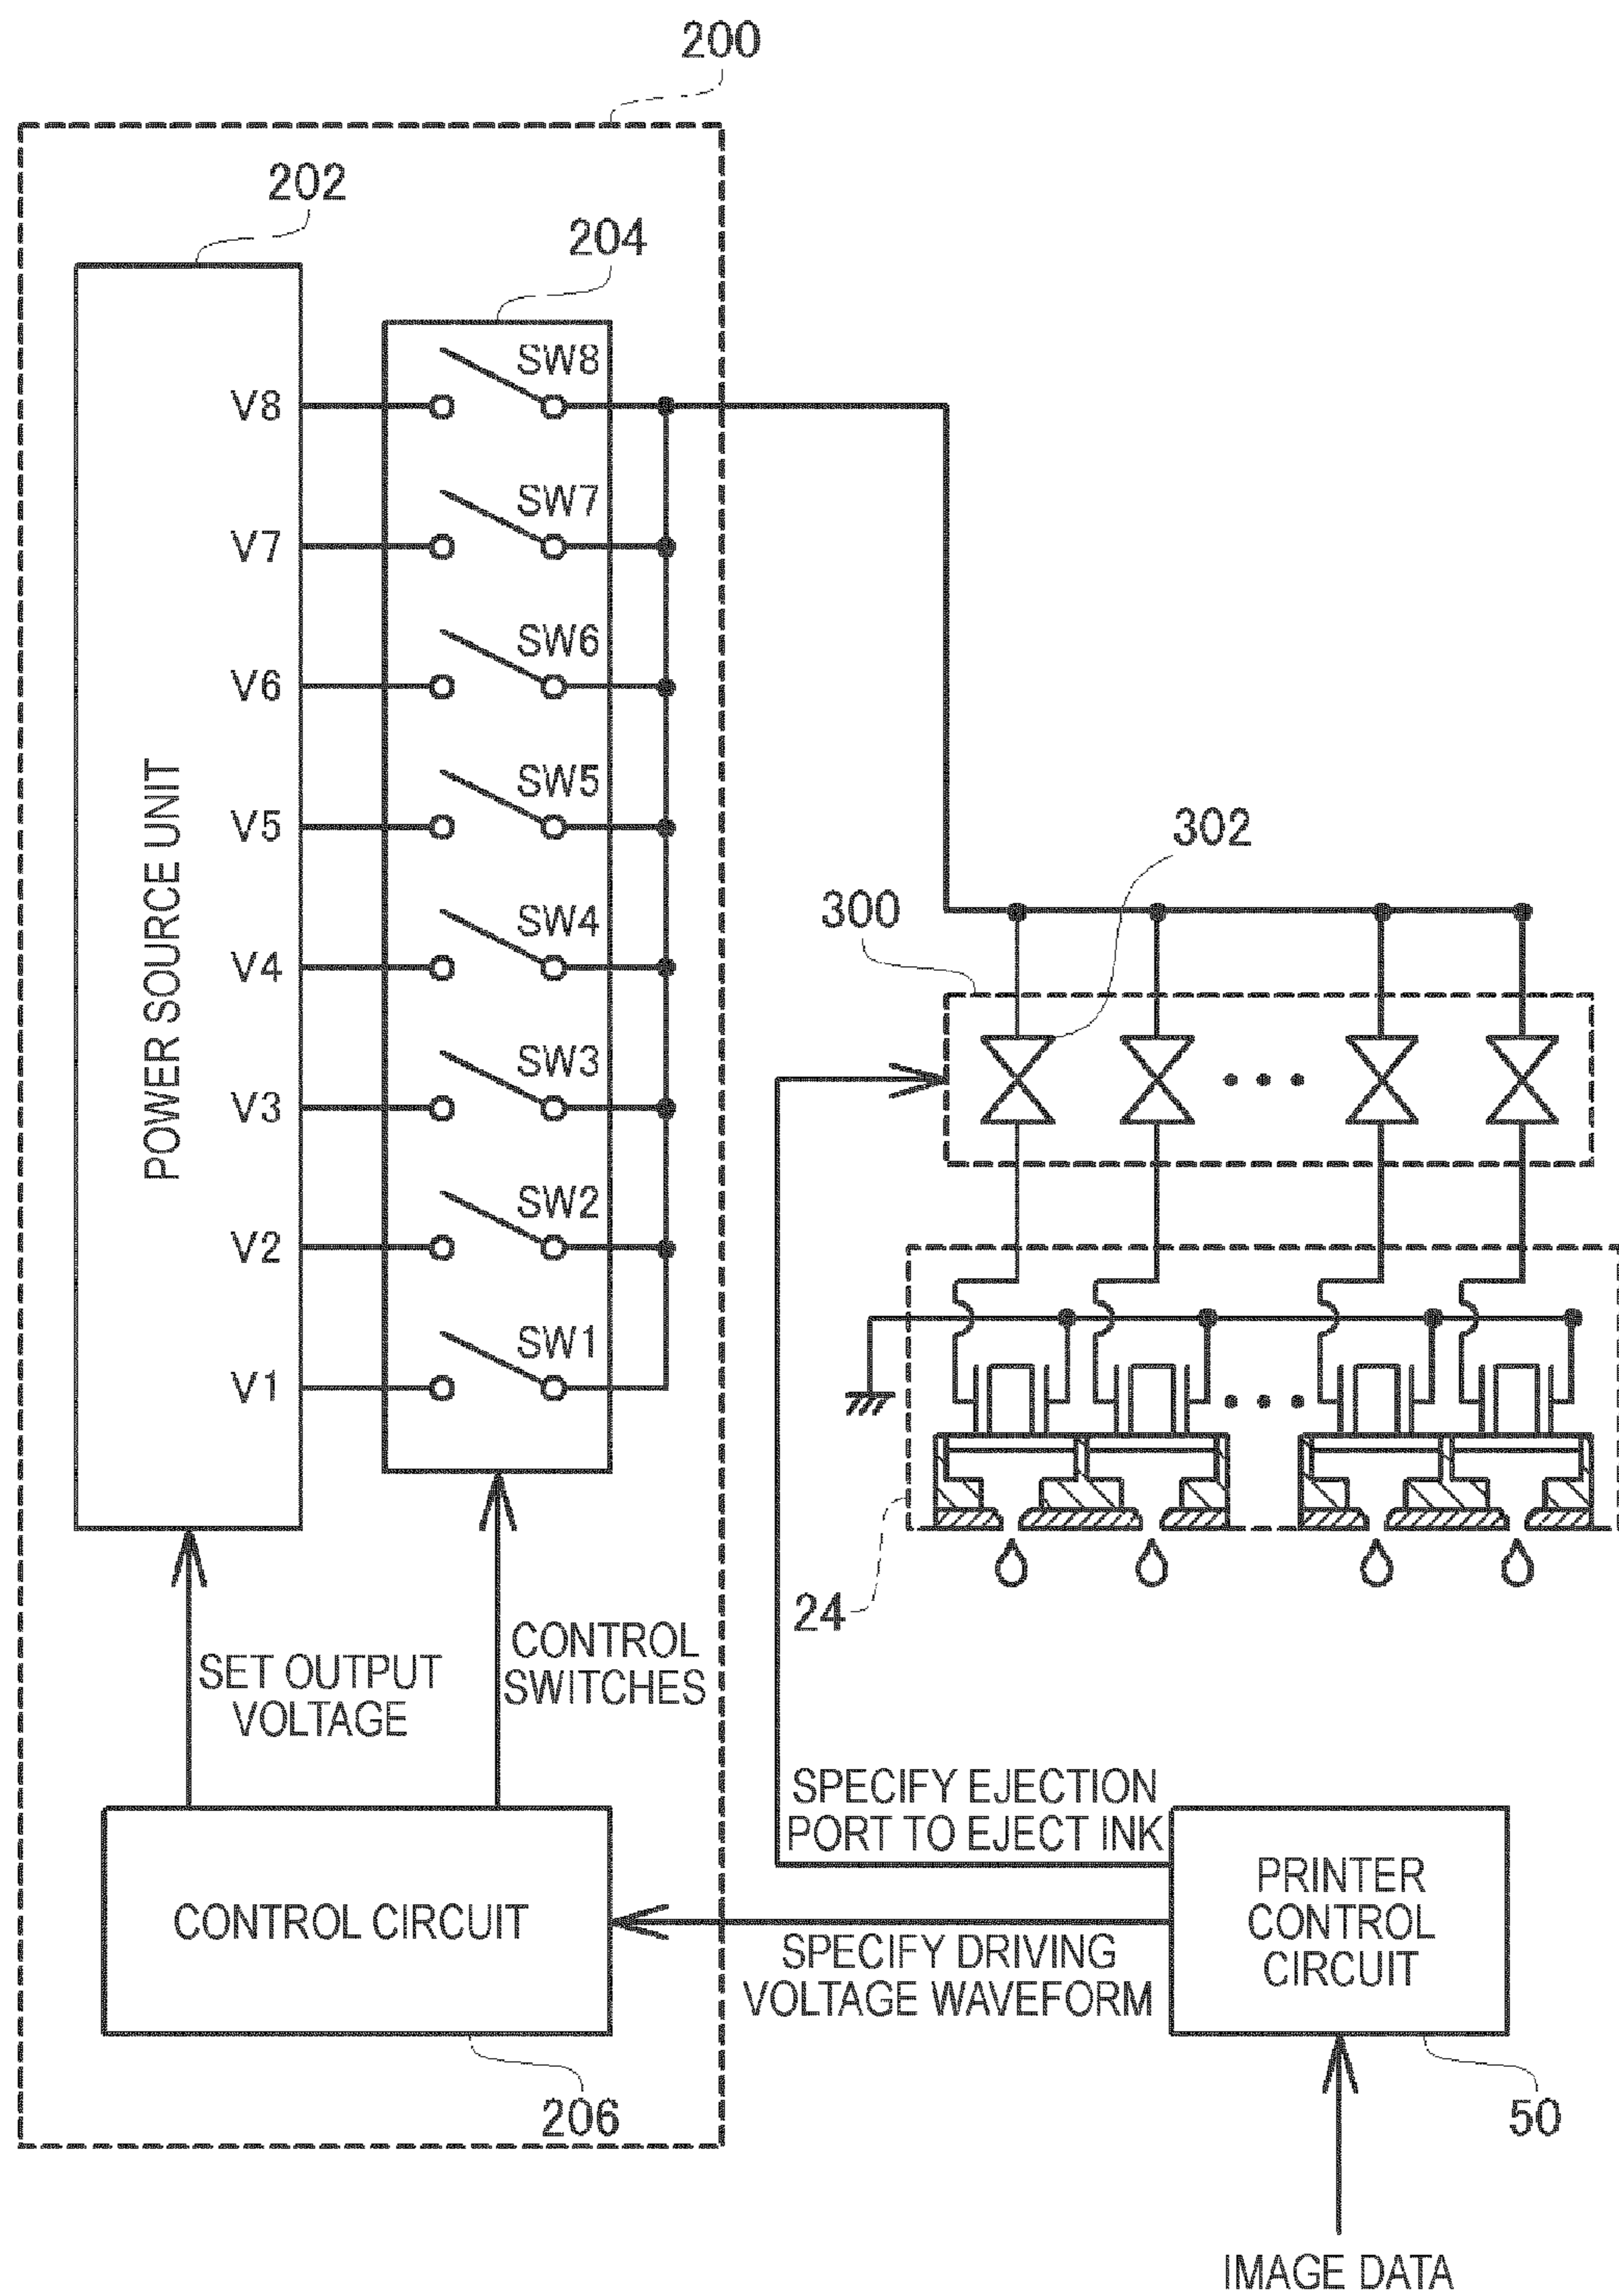 200
202
204
SW8
V8
SW7
V7
SW6
V6
SW5
V5
302
300
SW4
V4
POWER SOURCE UNIT
SW3
V3
SW2
V2
SW1
V1
24
CONTROL
SWITCHES
SET OUTPUT
VOLTAGE
SPECIFY EJECTION
PORT TO EJECT INK
PRINTER
CONTROL
CIRCUIT
CONTROL CIRCUIT
SPECIFY DRIVING
VOLTAGE WAVEFORM
206
50
IMAGE DATA